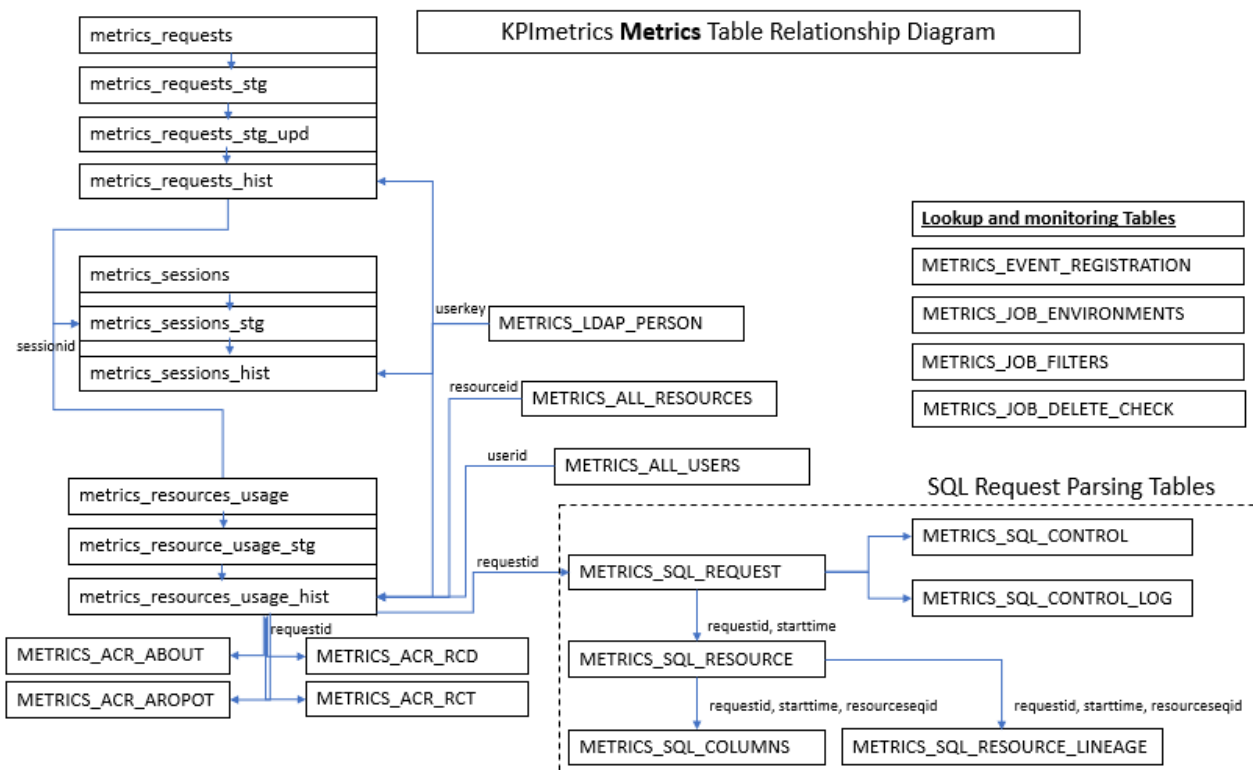 KPImetrics Metrics Table Relationship Diagram
metrics_requests
metrics_requests_stg
metrics_requests_stg_upd
metrics_requests_hist
metrics_sessions
metrics_sessions_stg
metrics_sessions_hist
sessionid
userkey
METRICS_LDAP_PERSON
resourceid
METRICS_ALL_RESOURCES
userid
METRICS_ALL_USERS
Lookup and monitoring Tables
METRICS_EVENT_REGISTRATION
METRICS_JOB_ENVIRONMENTS
METRICS_JOB_FILTERS
METRICS_JOB_DELETE_CHECK
metrics_resources_usage
metrics_resource_usage_stg
metrics_resources_usage_hist
requestid
METRICS_ACR_ABOUT
METRICS_ACR_RCD
METRICS_ACR_AROPOT
METRICS_ACR_RCT
SQL Request Parsing Tables
requestid
METRICS_SQL_REQUEST
METRICS_SQL_CONTROL
METRICS_SQL_CONTROL_LOG
requestid, starttime
METRICS_SQL_RESOURCE
requestid, starttime, resourceseqid
requestid, starttime, resourceseqid
METRICS_SQL_COLUMNS
METRICS_SQL_RESOURCE_LINEAGE